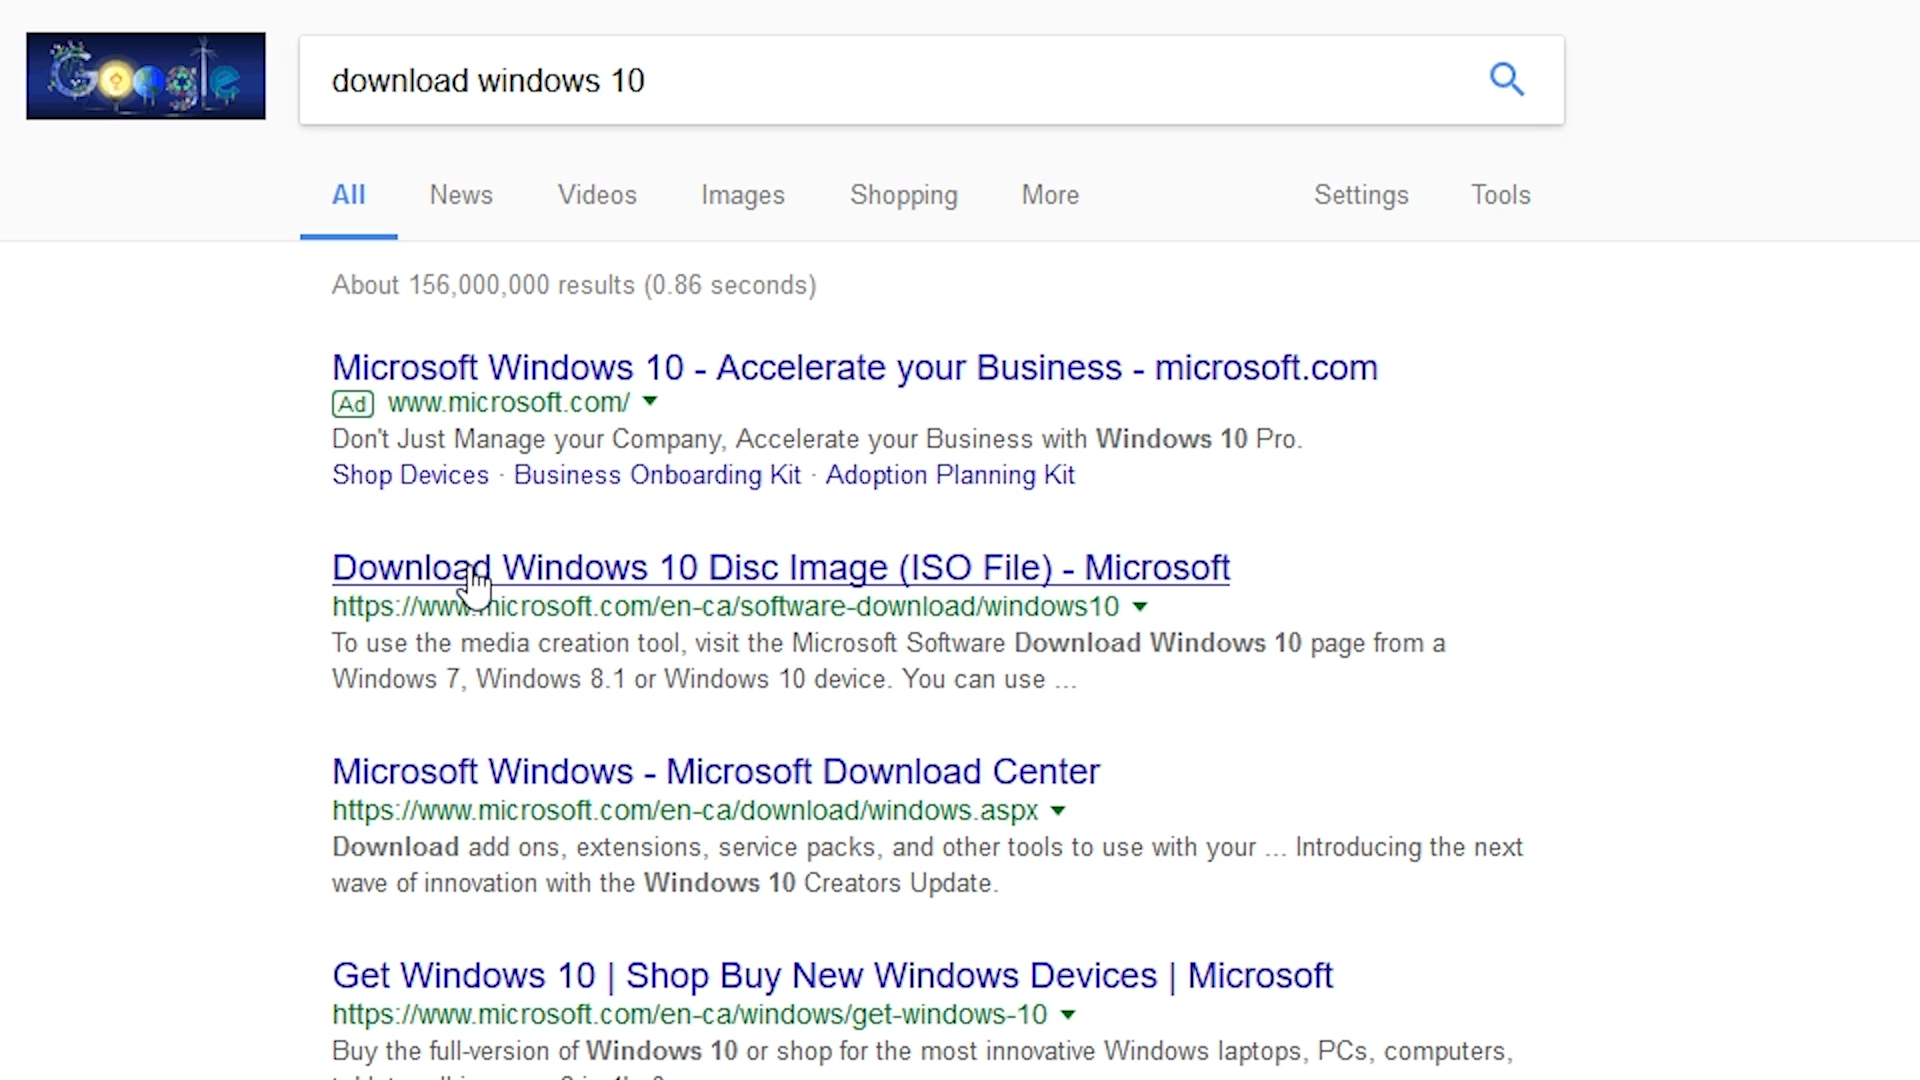 Google
download windows 10
All News Videos Images Shopping More Settings Tools
About 156,000,000 results (0.86 seconds)
Microsoft Windows 10 - Accelerate your Business - microsoft.com
Ad www.microsoft.com/
Don't Just Manage your Company, Accelerate your Business with Windows 10 Pro.
Shop Devices · Business Onboarding Kit · Adoption Planning Kit
Download Windows 10 Disc Image (ISO File) - Microsoft
https://www.microsoft.com/en-ca/software-download/windows10
To use the media creation tool, visit the Microsoft Software Download Windows 10 page from a
Windows 7, Windows 8.1 or Windows 10 device. You can use ...
Microsoft Windows - Microsoft Download Center
https://www.microsoft.com/en-ca/download/windows.aspx
Download add ons, extensions, service packs, and other tools to use with your ... Introducing the next
wave of innovation with the Windows 10 Creators Update.
Get Windows 10 | Shop Buy New Windows Devices | Microsoft
https://www.microsoft.com/en-ca/windows/get-windows-10
Buy the full-version of Windows 10 or shop for the most innovative Windows laptops, PCs, computers,